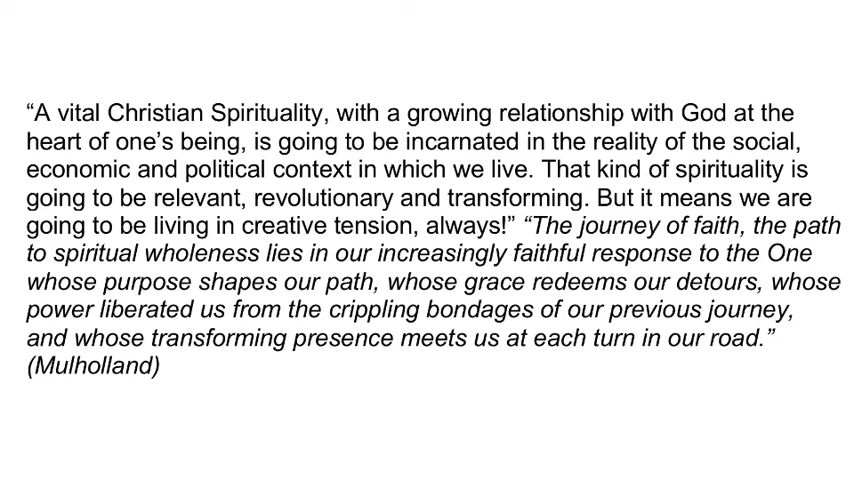 “A vital Christian Spirituality, with a growing relationship with God at the
heart of one’s being, is going to be incarnated in the reality of the social,
economic and political context in which we live. That kind of spirituality is
going to be relevant, revolutionary and transforming. But it means we are
going to be living in creative tension, always!” “The journey of faith, the path
to spiritual wholeness lies in our increasingly faithful response to the One
whose purpose shapes our path, whose grace redeems our detours, whose
power liberated us from the crippling bondages of our previous journey,
and whose transforming presence meets us at each turn in our road.”
(Mulholland)